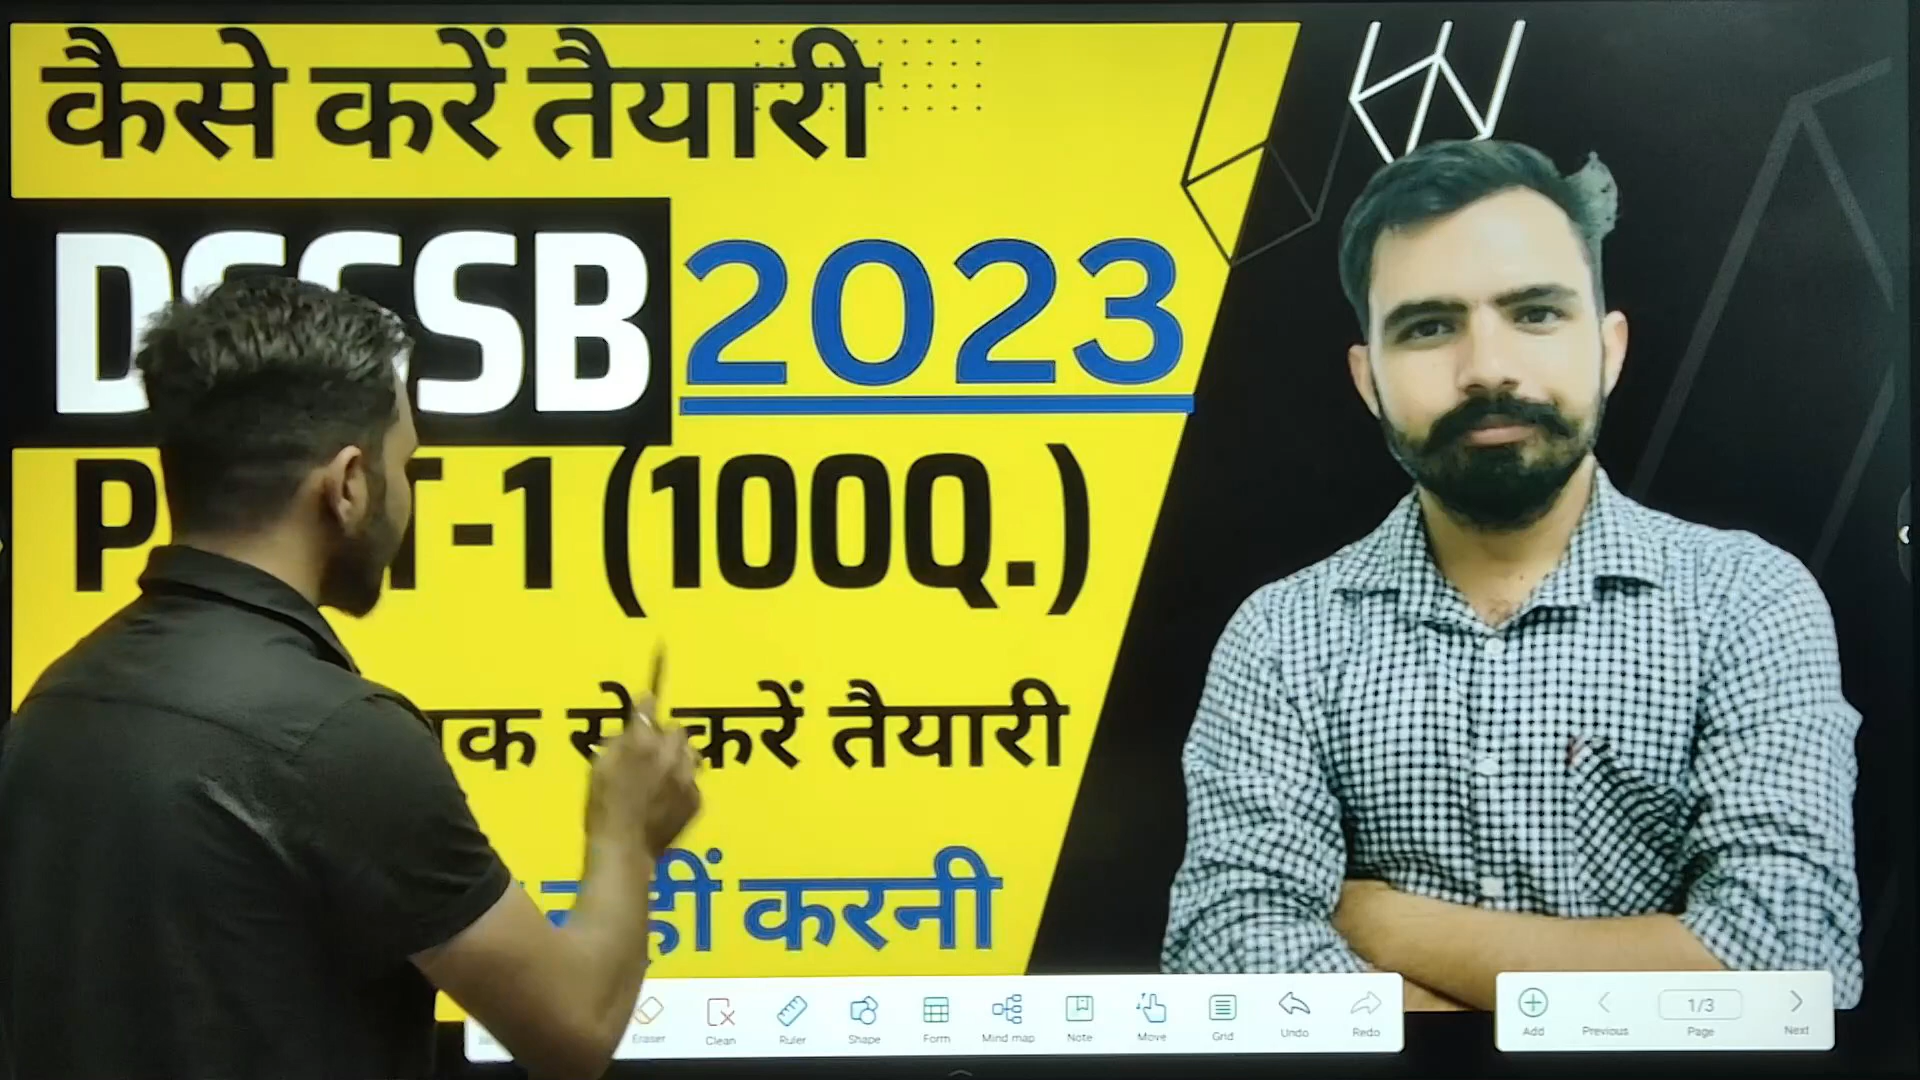 कैसे करें तैयारी
2023
-1 (100Q.)
करें तैयारी
करनी
Eraser
Clean
Ruler
Shape
Form
Mind map
Note
Move
Grid
Undo
Redo
Add
Previous
1/3
Page
Next